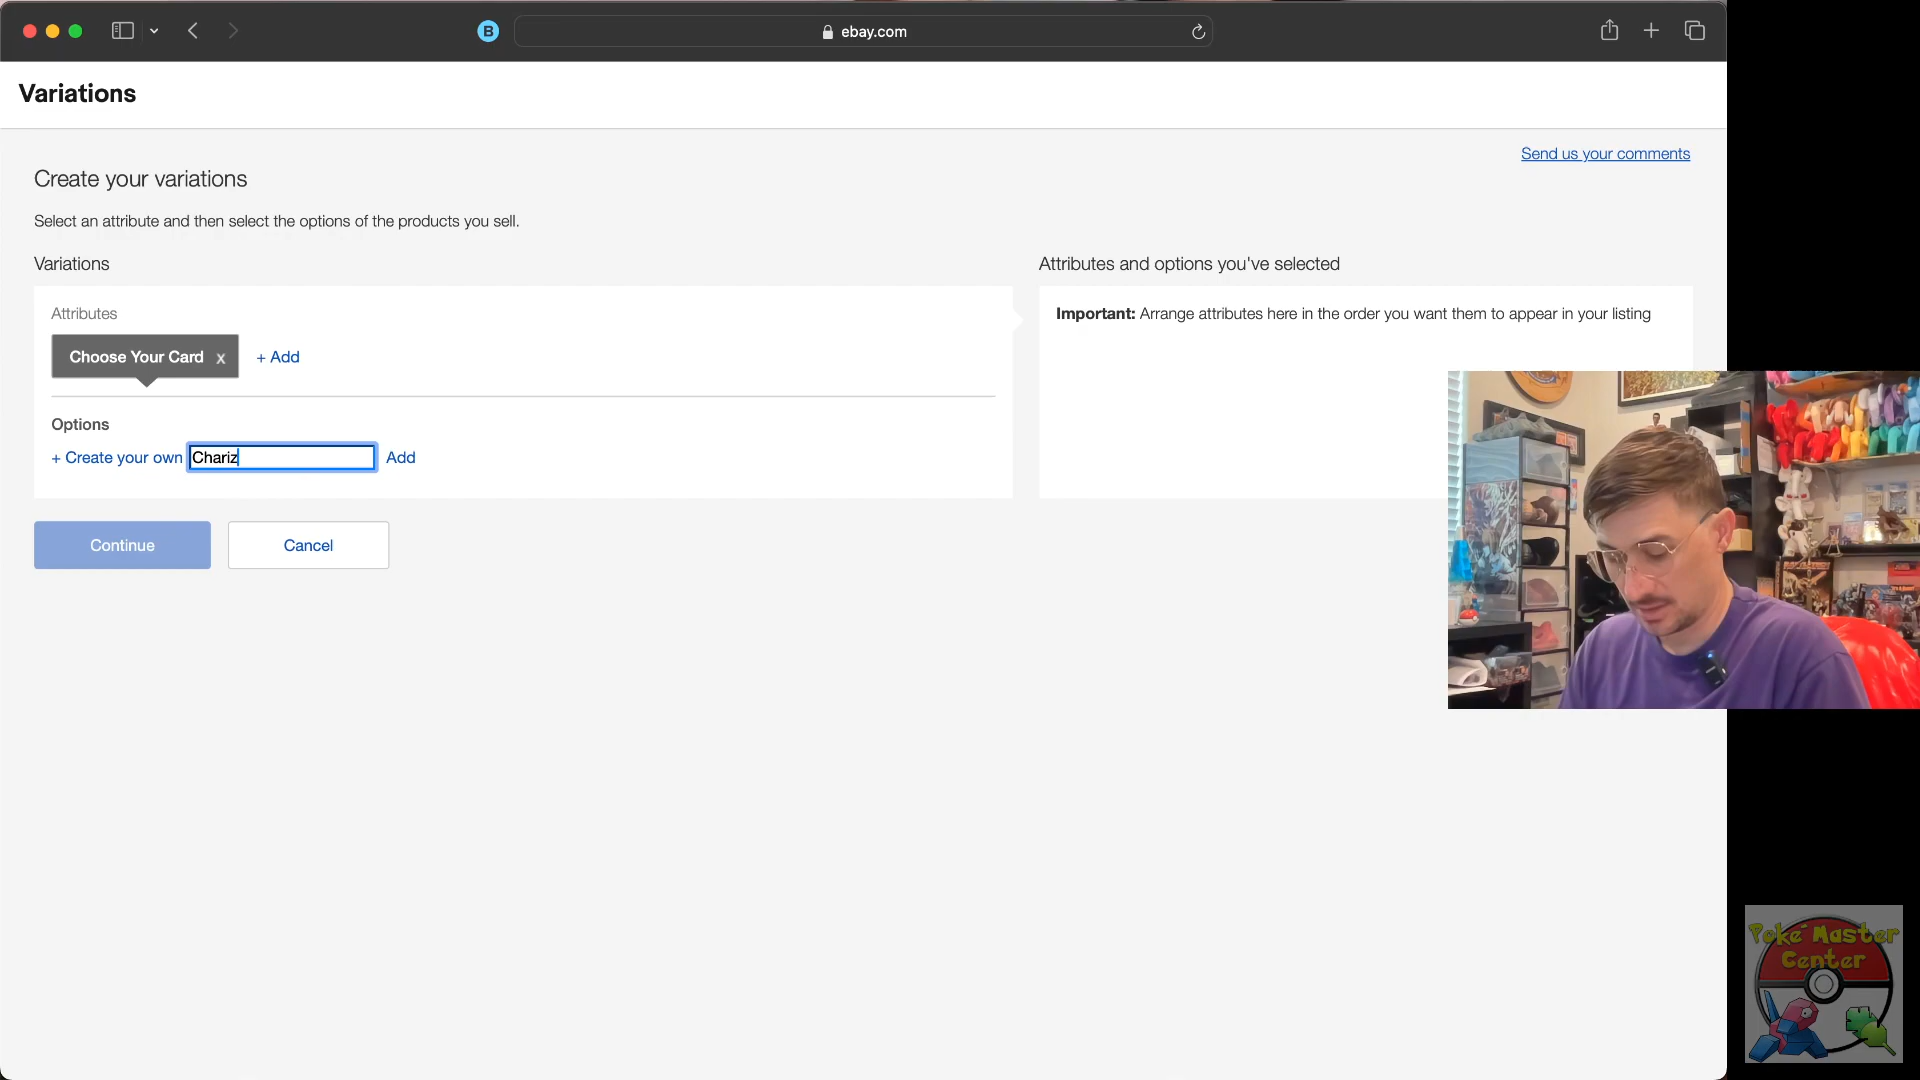 B
ebay.com
Variations
Send us your comments
Create your variations
Select an attribute and then select the options of the products you sell.
Variations
Attributes and options you've selected
Attributes
Important: Arrange attributes here in the order you want them to appear in your listing
Choose Your Card x
+ Add
Options
+ Create your own
Chariz
Add
Continue
Cancel
Poké Master
Center